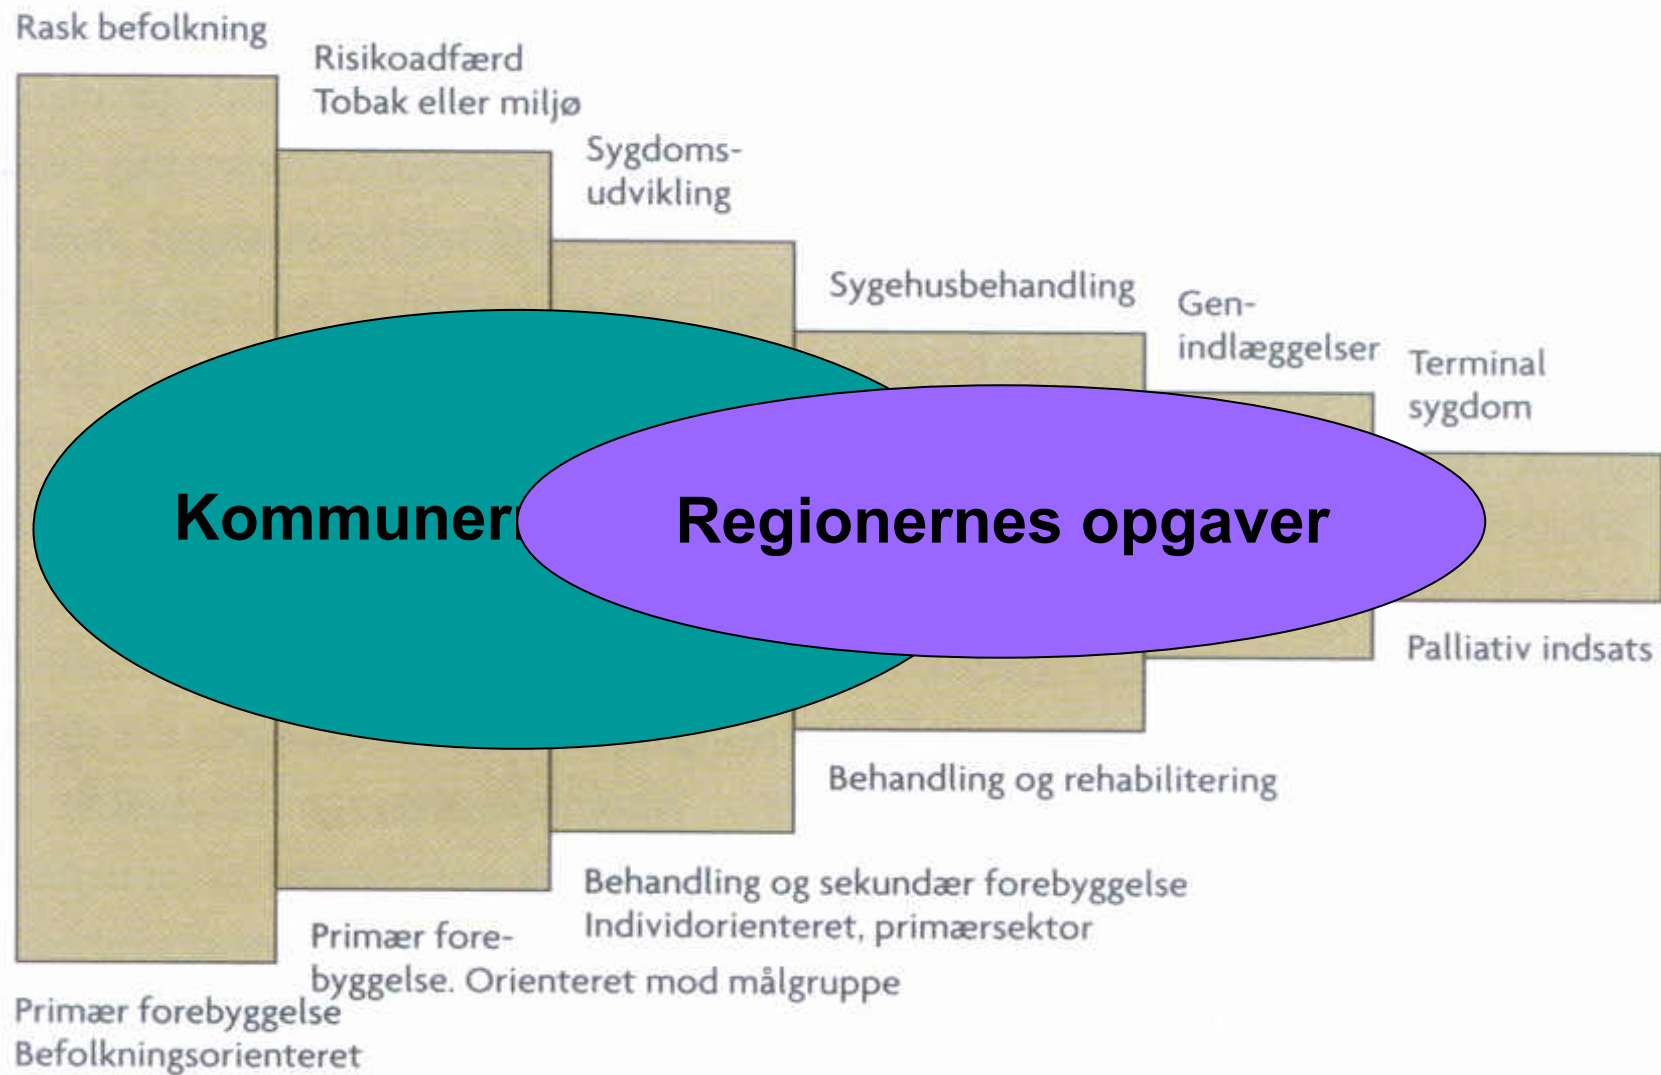 Rask befolkning
Risikoadfærd
Tobak eller miljø
Sygdoms-
udvikling
Sygehusbehandling
Gen-
indlæggelser
Terminal
sygdom
Regionernes opgaver
Palliativ indsats
Behandling og rehabilitering
Behandling og sekundær forebyggelse
Individorienteret, primærsektor
Primær fore-
byggelse. Orienteret mod målgruppe
Primær forebyggelse
Befolkningsorienteret